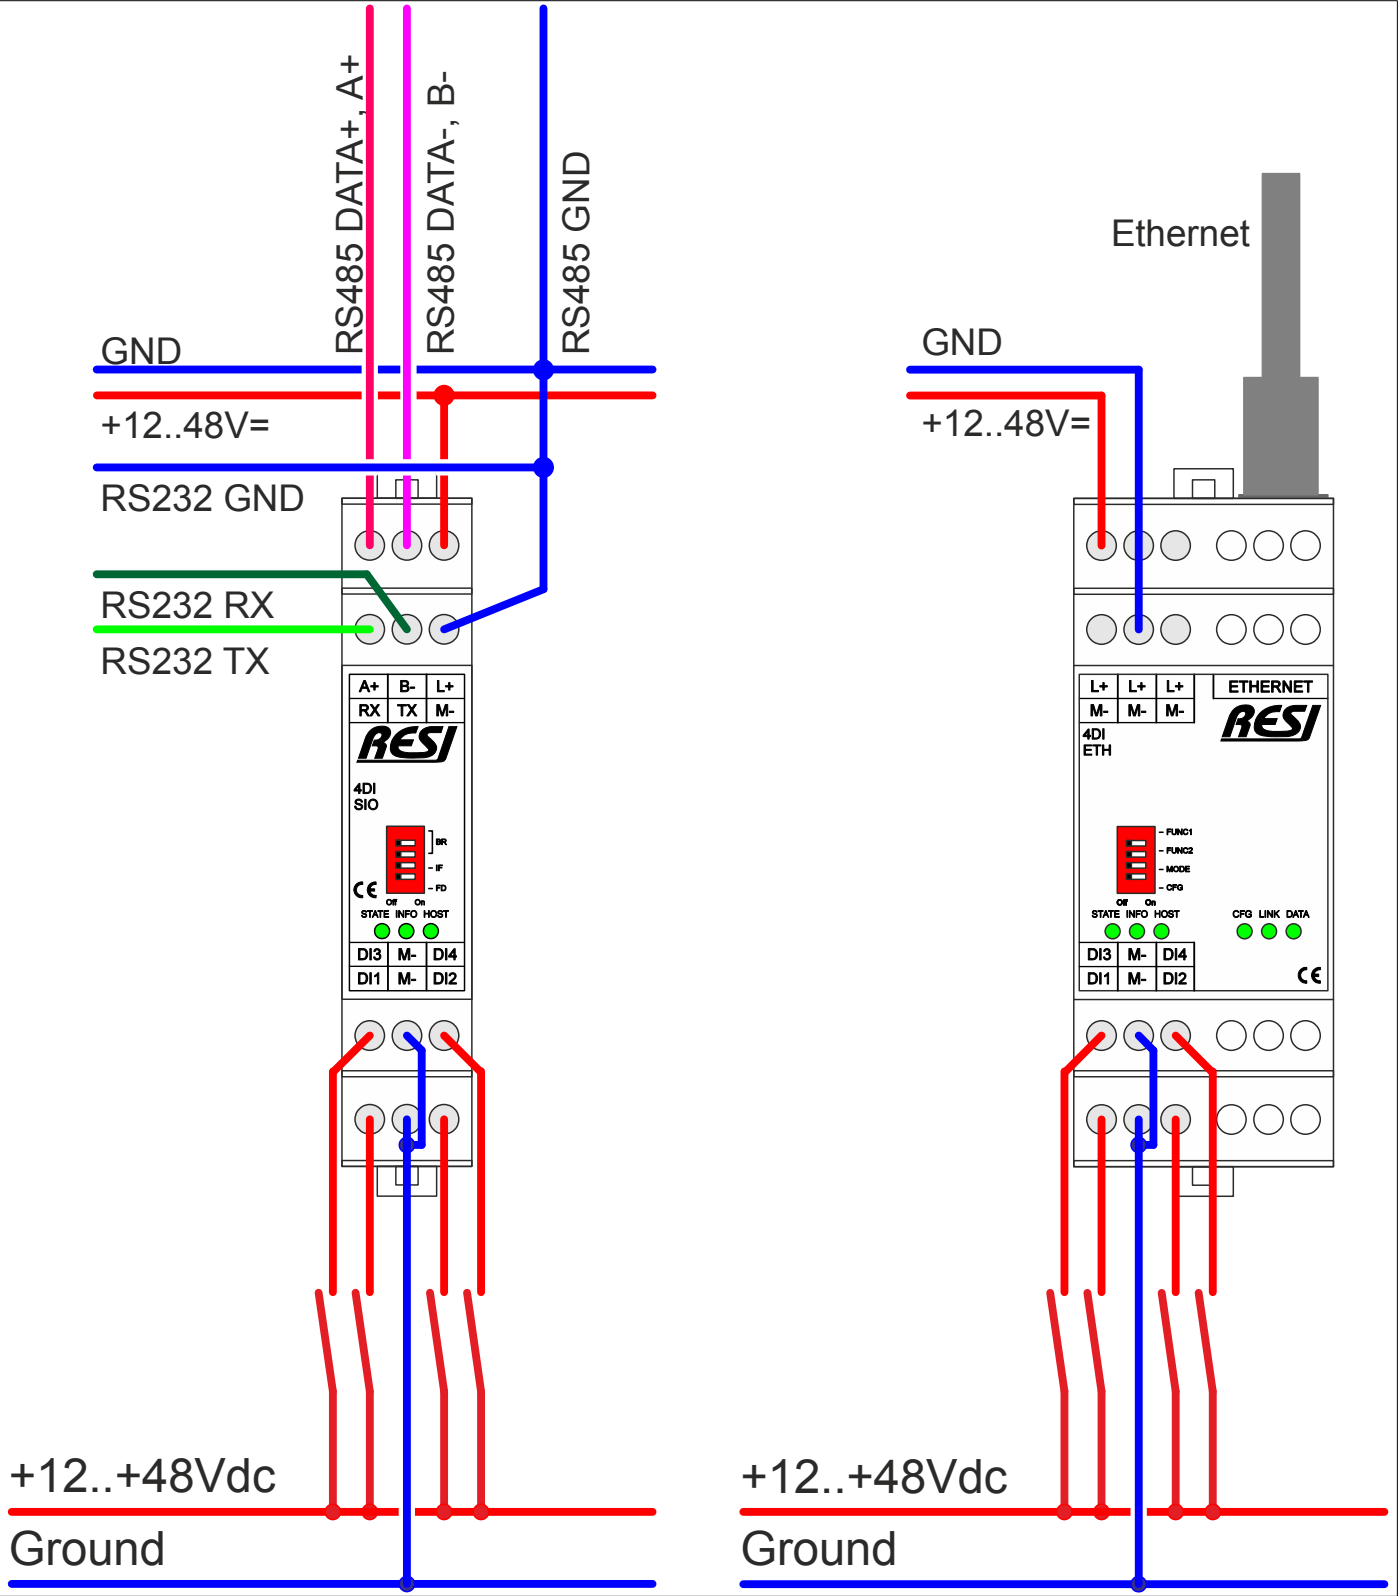 RS485 DATA+, A+
RS485 DATA-, B-
RS485 GND
GND
+12..48V=
RS232 GND
RS232 RX
RS232 TX
A+ B- L+
RX TX M-
RESI
4DI
SIO
BR
IF
FD
CE
Off On
STATE INFO HOST
DI3 M- DI4
DI1 M- DI2
+12..+48Vdc
Ground
Ethernet
GND
+12..48V=
L+ L+ L+ ETHERNET
M- M- M-
RESI
4DI
ETH
FUNC1
FUNC2
MODE
CFG
Off On
STATE INFO HOST
CFG LINK DATA
DI3 M- DI4
DI1 M- DI2
CE
+12..+48Vdc
Ground